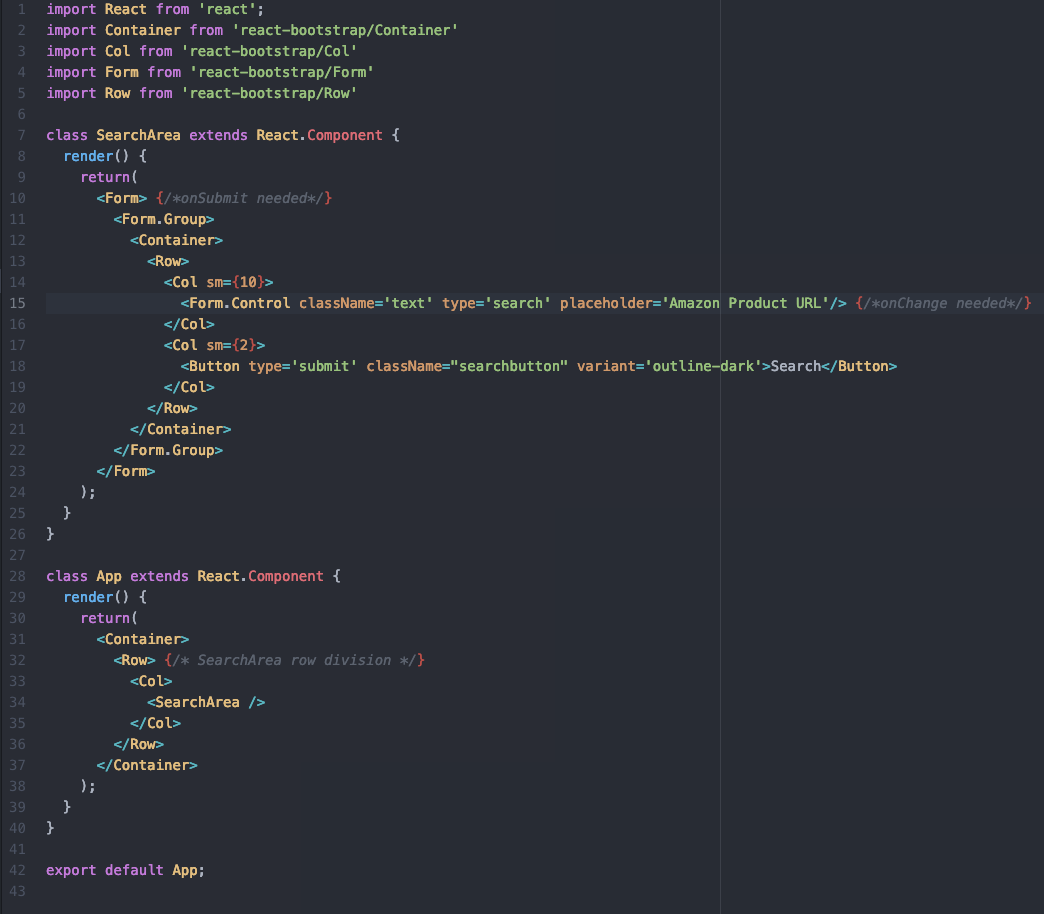 1 import React from 'react';
2 import Container from 'react-bootstrap/Container'
3 import Col from 'react-bootstrap/Col'
4 import Form from 'react-bootstrap/Form'
5 import Row from 'react-bootstrap/Row'
6
7 class SearchArea extends React.Component {
8   render() {
9     return(
10       <Form> {/*onSubmit needed*/}
11         <Form.Group>
12           <Container>
13             <Row>
14               <Col sm={10}>
15                 <Form.Control className='text' type='search' placeholder='Amazon Product URL'/> {/*onChange needed*/}
16               </Col>
17               <Col sm={2}>
18                 <Button type='submit' className="searchbutton" variant='outline-dark'>Search</Button>
19               </Col>
20             </Row>
21           </Container>
22         </Form.Group>
23       </Form>
24     );
25   }
26 }
27
28 class App extends React.Component {
29   render() {
30     return(
31       <Container>
32         <Row> {/* SearchArea row division */}
33           <Col>
34             <SearchArea />
35           </Col>
36         </Row>
37       </Container>
38     );
39   }
40 }
41
42 export default App;
43